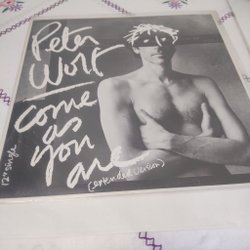 Peter
Wolf
come
as
you
are
(extended version)
12" single